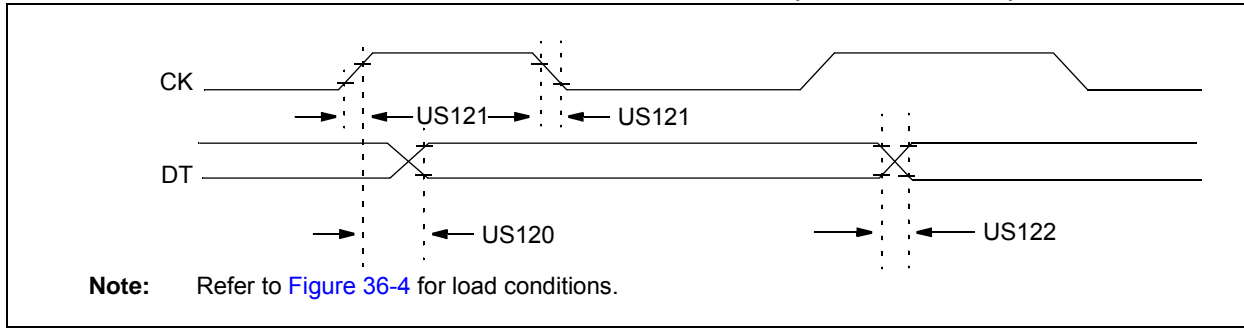 CK
US121
US121
DT
US120
US122
Note: Refer to Figure 36-4 for load conditions.